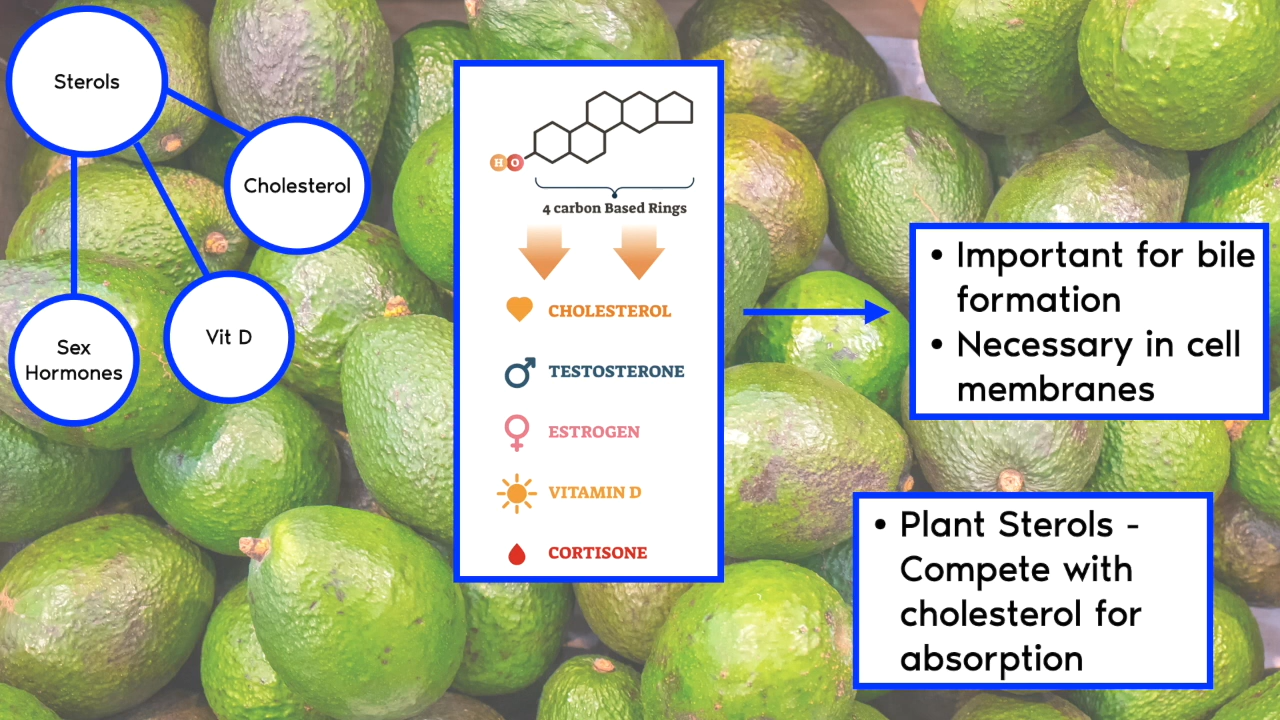 Sterols
Cholesterol
Vit D
Sex
Hormones
HO
4 carbon Based Rings
CHOLESTEROL
TESTOSTERONE
ESTROGEN
VITAMIN D
CORTISONE
• Important for bile
formation
• Necessary in cell
membranes
• Plant Sterols -
Compete with
cholesterol for
absorption